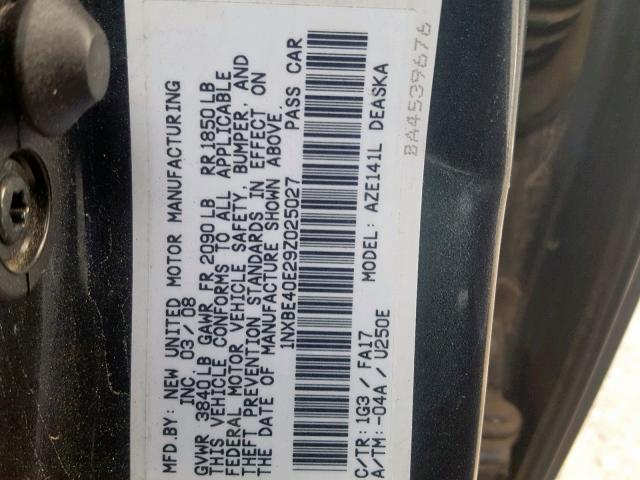 MFD.BY: NEW UNITED MOTOR MANUFACTURING
INC. 03/08
GVWR 3840LB GAWR FR 2090LB RR1850LB
THIS VEHICLE CONFORMS TO ALL APPLICABLE
FEDERAL MOTOR VEHICLE SAFETY, BUMPER, AND
THEFT PREVENTION STANDARDS IN EFFECT ON
THE DATE OF MANUFACTURE SHOWN ABOVE.
1NXBE40E29Z025027 PASS CAR
C/TR: 1G3 / FA17 MODEL: AZE141L DEASKA
A/TM: -04A / U250E
BA4539676